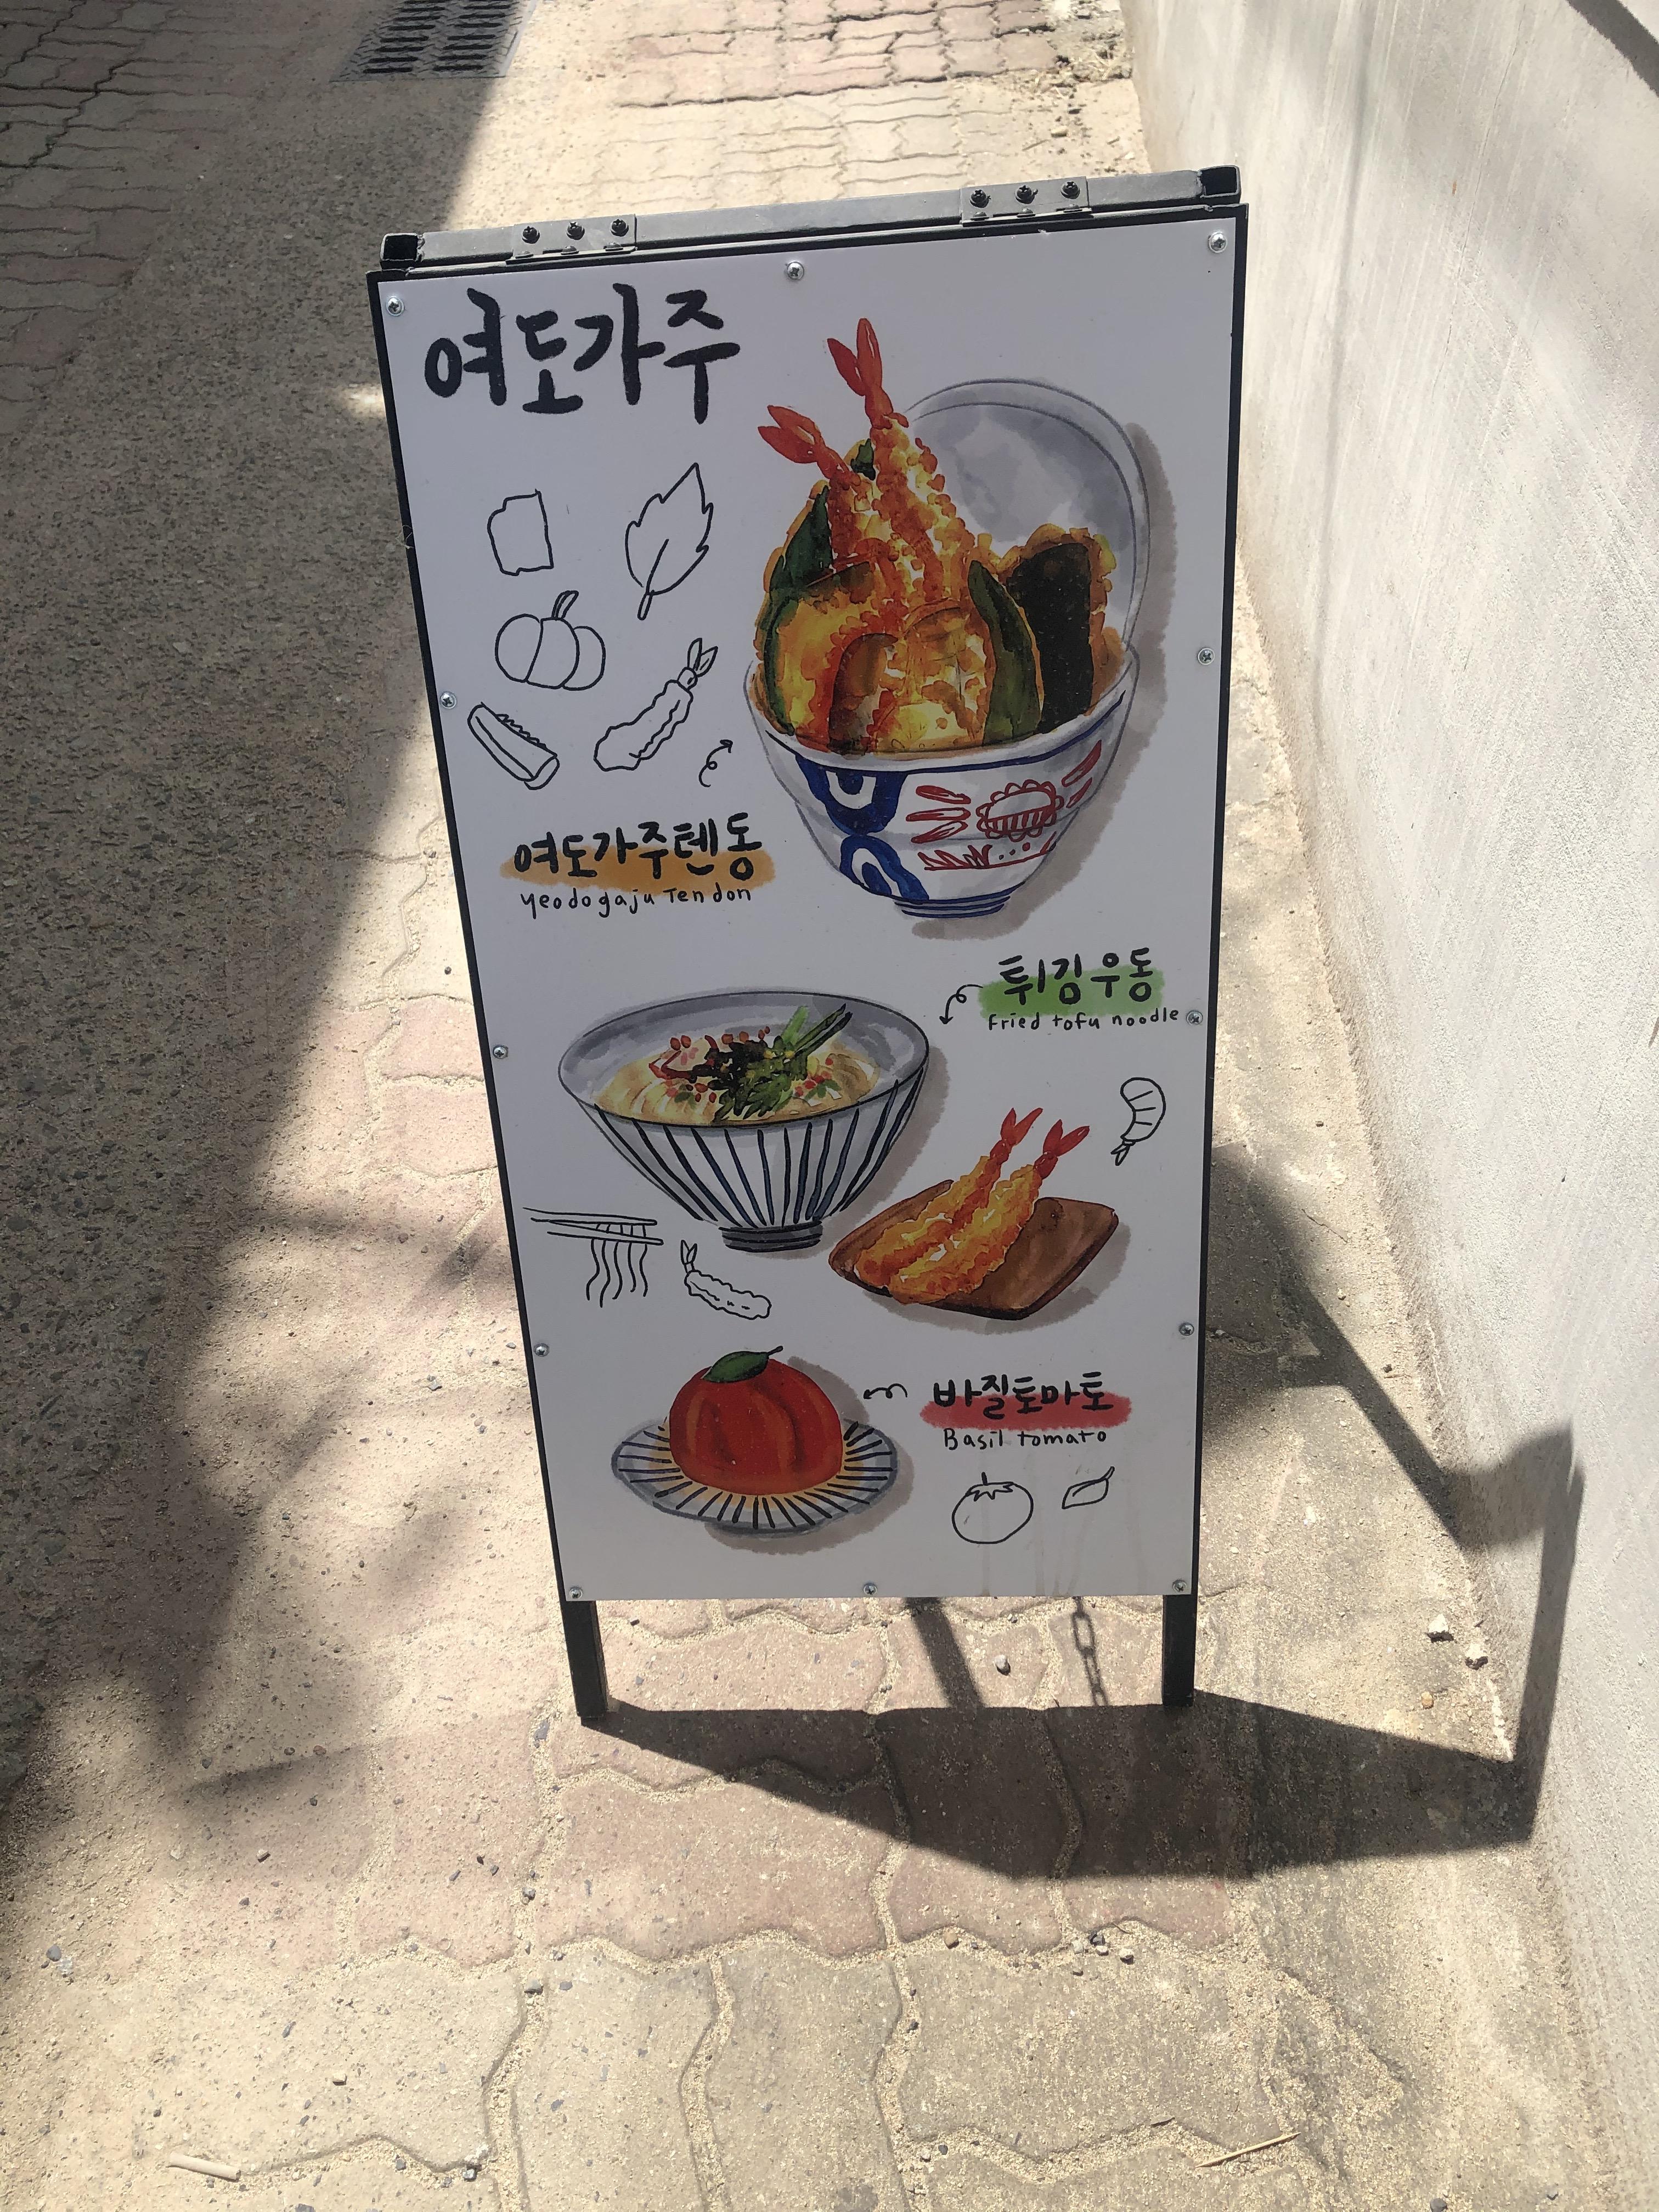 여도가주
여도가주텐동
yeodogaju Tendon
튀김우동
fried tofu noodle
바질토마토
Basil tomato